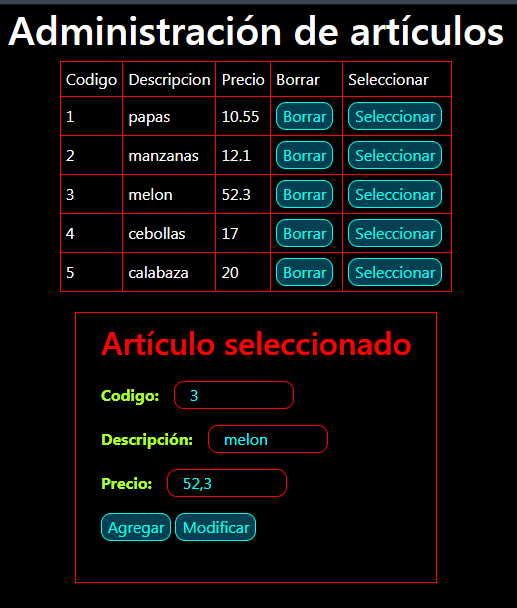 Administración de artículos
Codigo Descripcion Precio Borrar Seleccionar
1 papas 10.55 Borrar Seleccionar
2 manzanas 12.1 Borrar Seleccionar
3 melon 52.3 Borrar Seleccionar
4 cebollas 17 Borrar Seleccionar
5 calabaza 20 Borrar Seleccionar
Artículo seleccionado
Codigo: 3
Descripción: melon
Precio: 52,3
Agregar Modificar